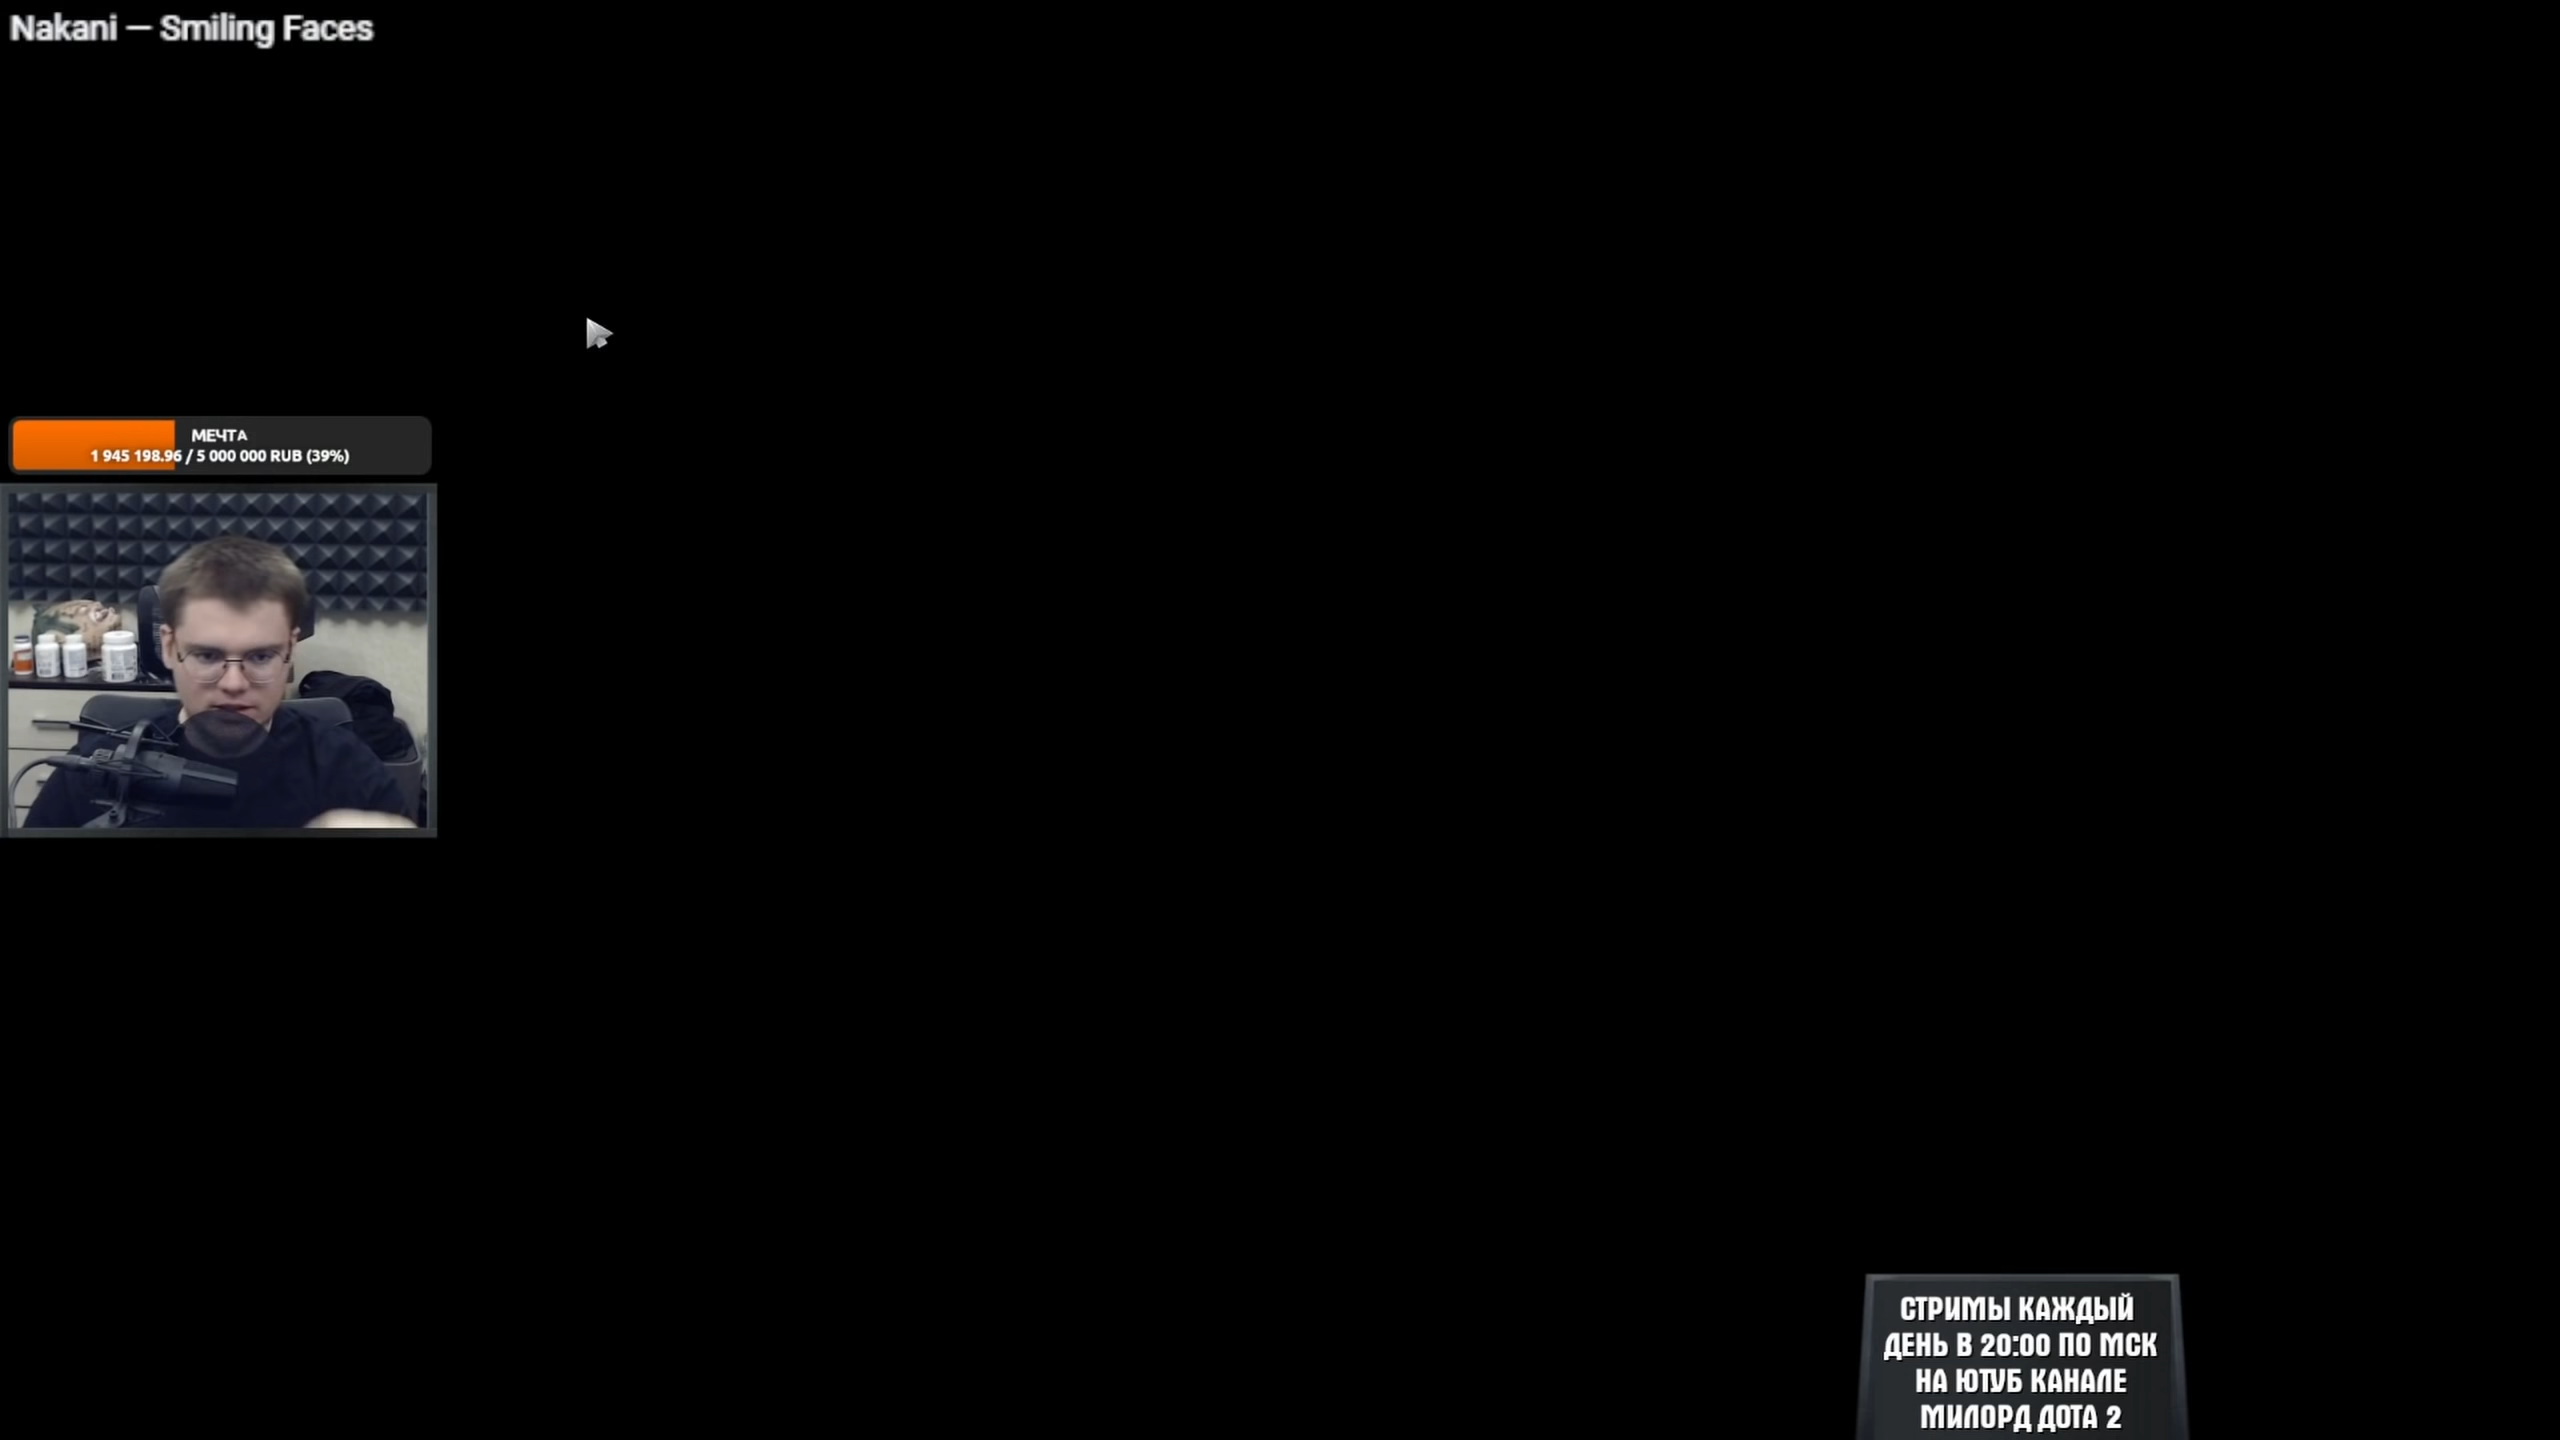 Nakani — Smiling Faces
МЕЧТА
1 945 198.96 / 5 000 000 RUB (39%)
СТРИМЫ КАЖДЫЙ
ДЕНЬ В 20:00 ПО МСК
НА ЮТУБ КАНАЛЕ
МИЛОРД ДОТА 2